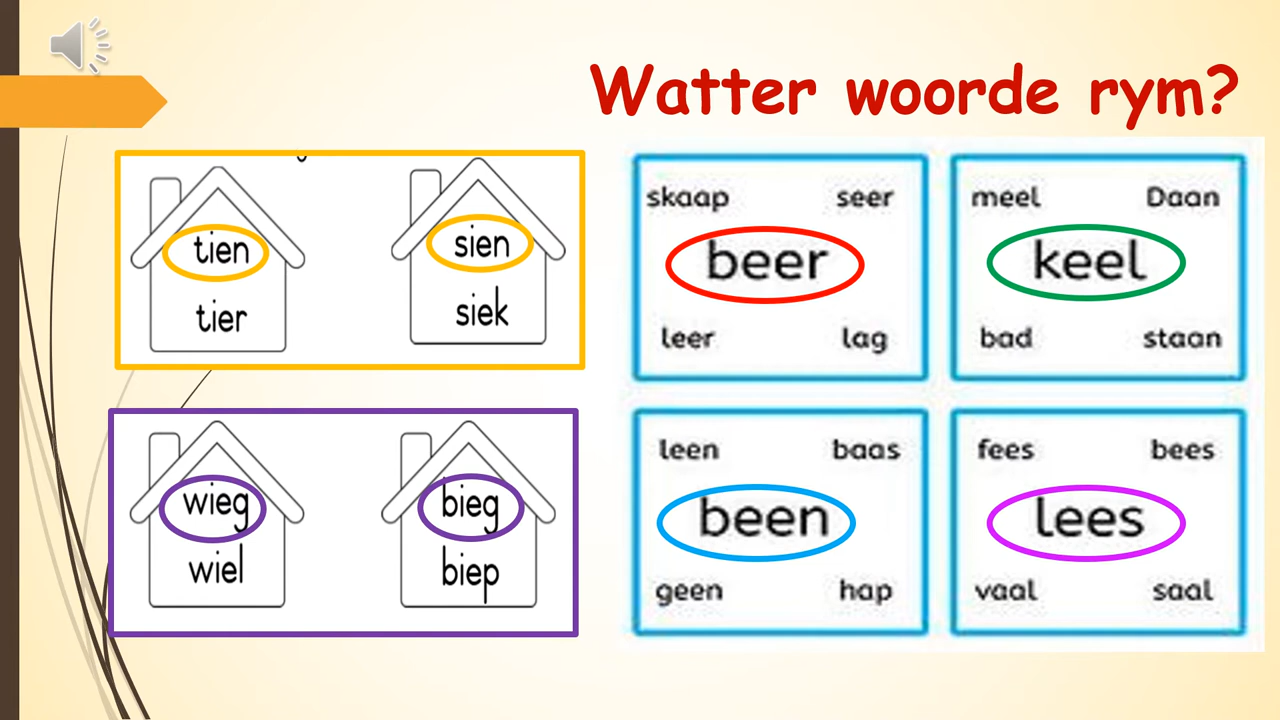 Watter woorde rym?
tien
tier
sien
siek
wieg
wiel
bieg
biep
skaap seer
beer
leer lag
meel Daan
keel
bad staan
leen baas
been
geen hap
fees bees
lees
vaal saal